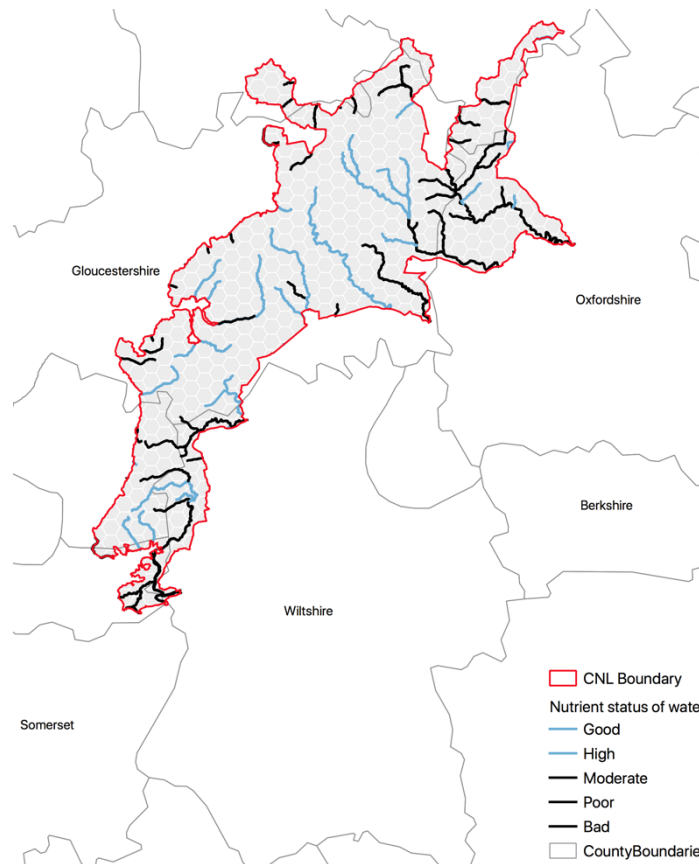 Gloucestershire
Oxfordshire
Berkshire
Wiltshire
Somerset
CNL Boundary
Nutrient status of wate
Good
High
Moderate
Poor
Bad
CountyBoundarie